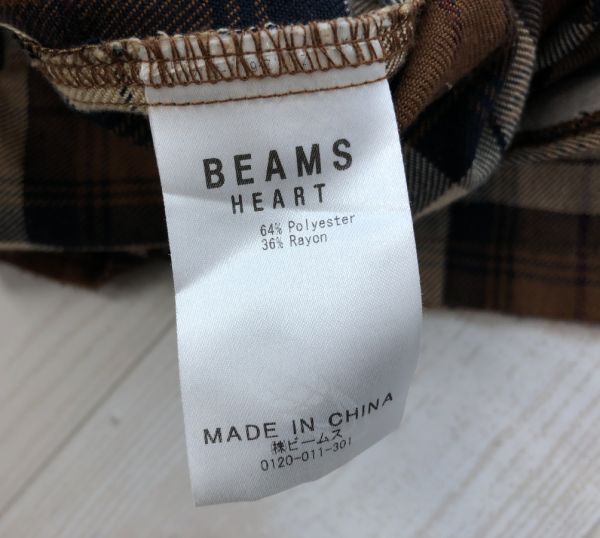 BEAMS
HEART
64% Polyester
36% Rayon
MADE IN CHINA
㈱ビームス
0120-011-301